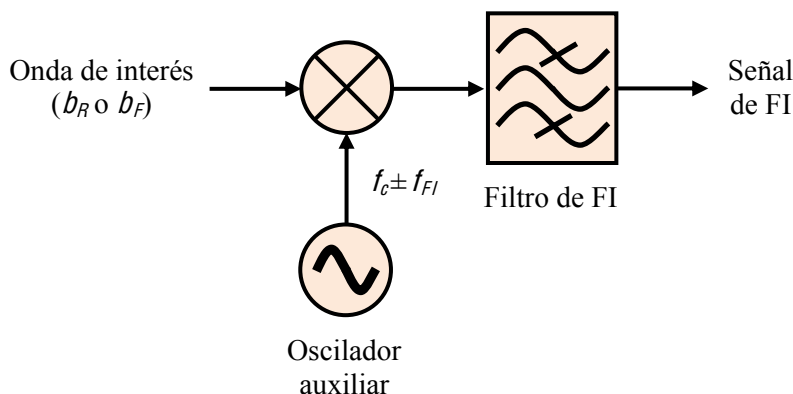 Onda de interés
(b_R o b_F)
f_c ± f_FI
Filtro de FI
Señal
de FI
Oscilador
auxiliar